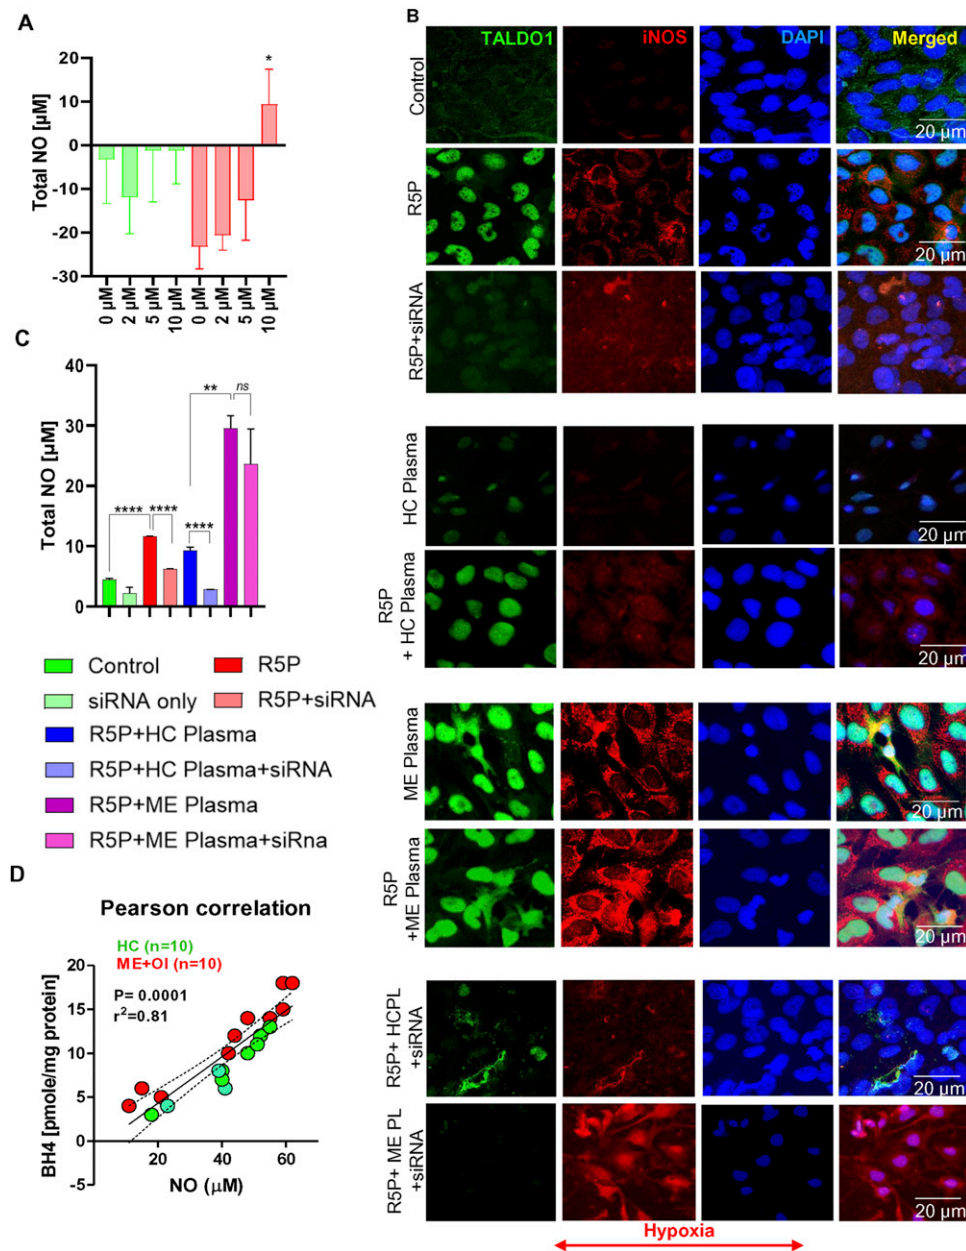 A
Total NO [µM]
20
10
0
-10
-20
-30
*
0 µM
2 µM
5 µM
10 µM
0 µM
2 µM
5 µM
10 µM
B
TALDO1
iNOS
DAPI
Merged
Control
20 µm
R5P
20 µm
R5P+siRNA
20 µm
HC Plasma
20 µm
R5P
+ HC Plasma
20 µm
ME Plasma
20 µm
R5P
+ME Plasma
20 µm
R5P+ HCPL
+siRNA
20 µm
R5P+ ME PL
+siRNA
20 µm
Hypoxia
C
Total NO [µM]
40
30
20
10
0
**** **** **** ** ns
Control
R5P
siRNA only
R5P+siRNA
R5P+HC Plasma
R5P+HC Plasma+siRNA
R5P+ME Plasma
R5P+ME Plasma+siRna
D
Pearson correlation
HC (n=10)
ME+OI (n=10)
P= 0.0001
r²=0.81
BH4 [pmole/mg protein]
20
15
10
5
0
-5
20 40 60
NO (µM)